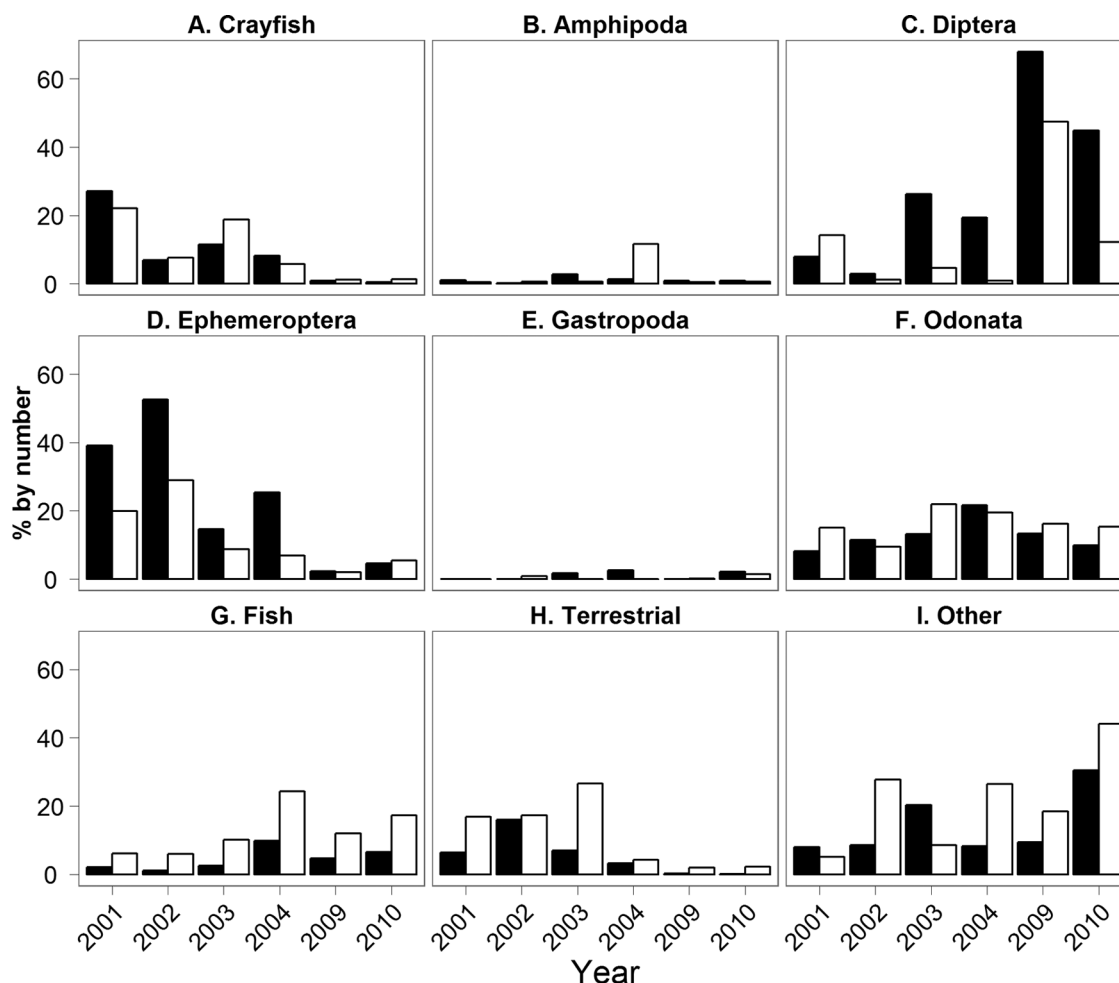 A. Crayfish B. Amphipoda C. Diptera
60
40
20
0
D. Ephemeroptera E. Gastropoda F. Odonata
60
40
20
0
% by number
G. Fish H. Terrestrial I. Other
60
40
20
0
2001 2002 2003 2004 2009 2010 2001 2002 2003 2004 2009 2010 2001 2002 2003 2004 2009 2010
Year